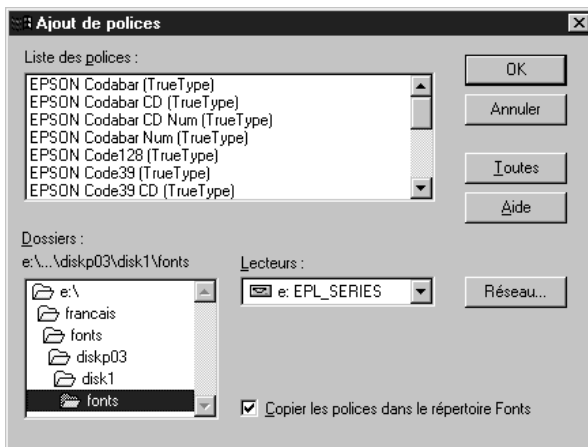 Ajout de polices
Liste des polices :
EPSON Codabar (TrueType)
EPSON Codabar CD (TrueType)
EPSON Codabar CD Num (TrueType)
EPSON Codabar Num (TrueType)
EPSON Code128 (TrueType)
EPSON Code39 (TrueType)
EPSON Code39 CD (TrueType)
OK
Annuler
Toutes
Aide
Dossiers :
e:\...\diskp03\disk1\fonts
e:\
francais
fonts
diskp03
disk1
fonts
Lecteurs :
e: EPL_SERIES
Réseau...
Copier les polices dans le répertoire Fonts